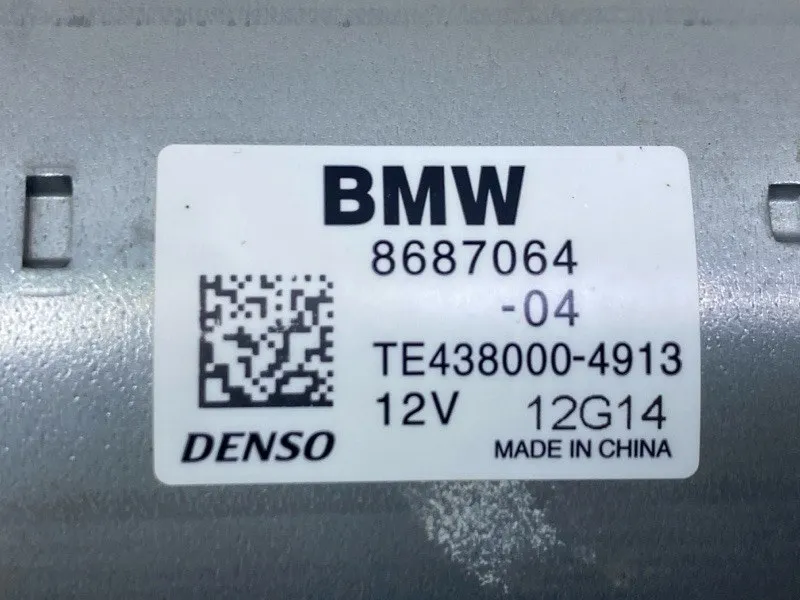 BMW
8687064
-04
TE438000-4913
12V 12G14
DENSO MADE IN CHINA